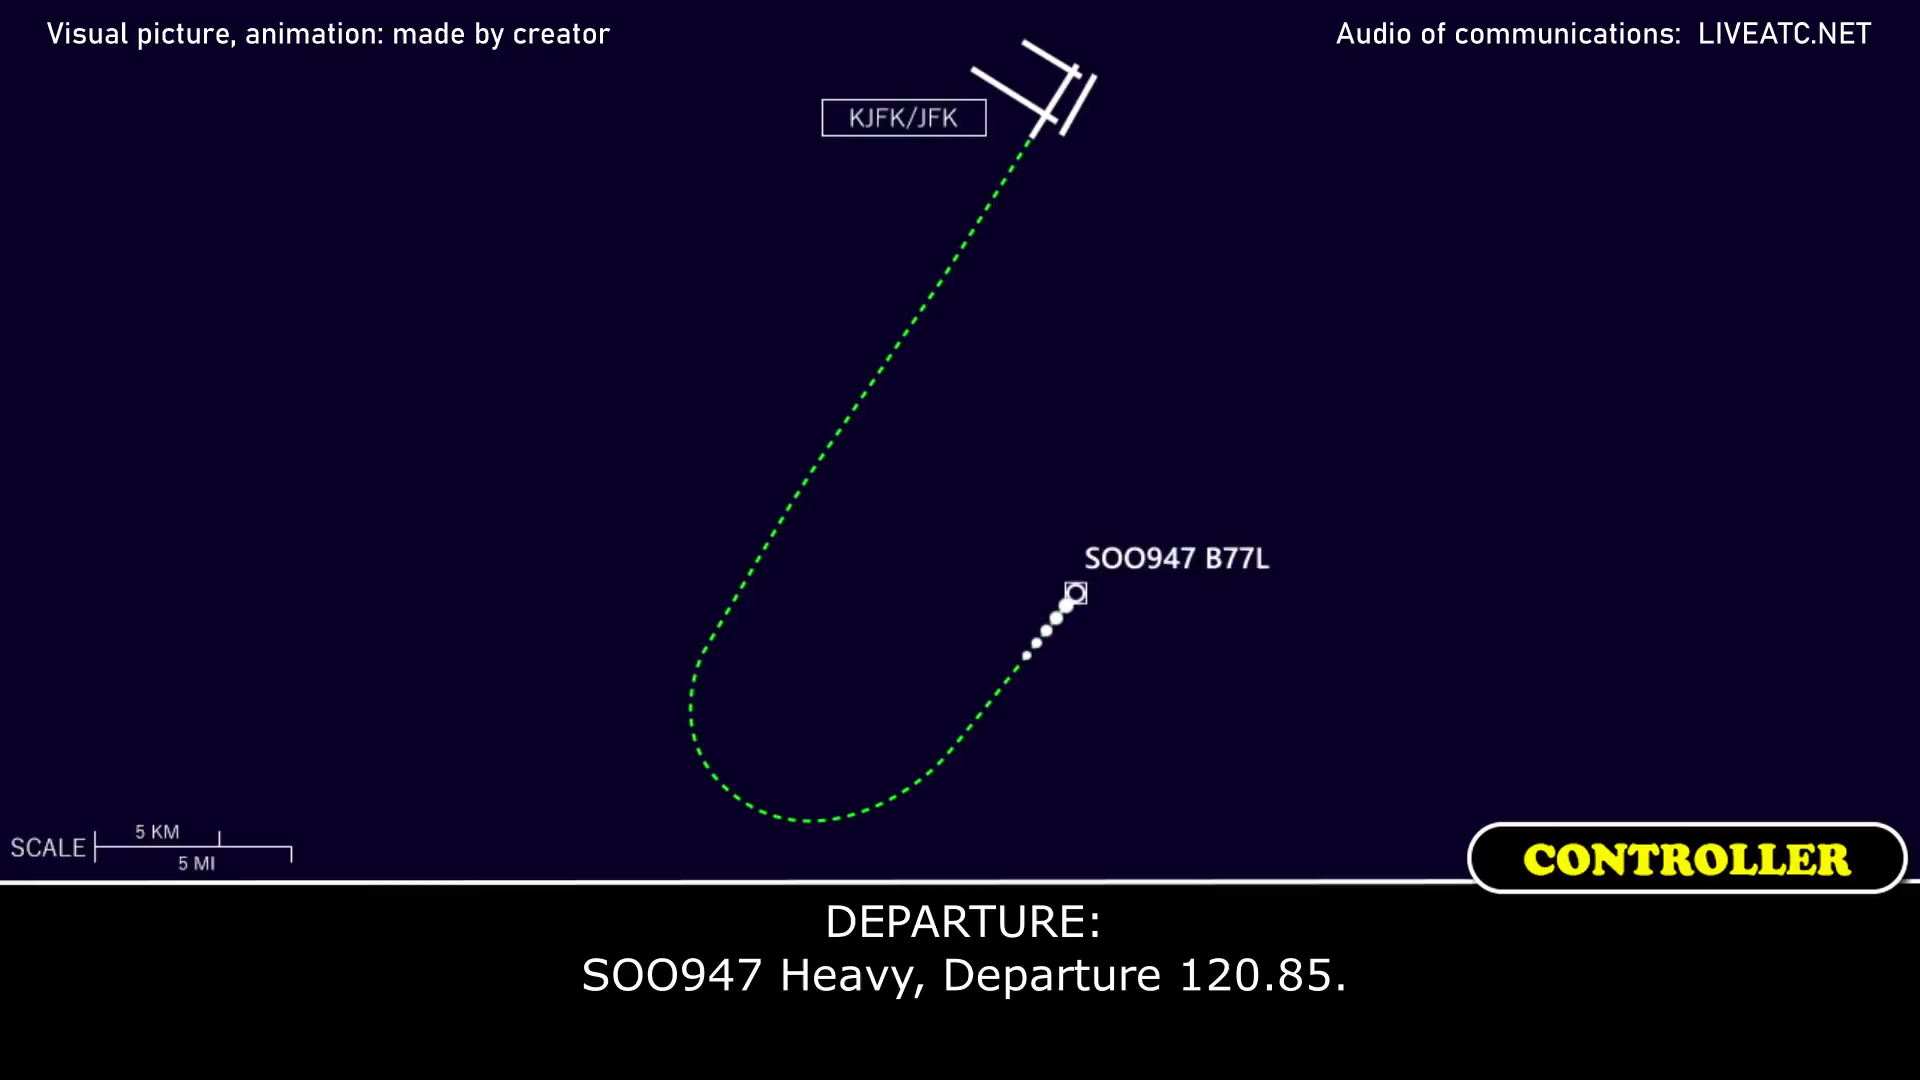 Visual picture, animation: made by creator
Audio of communications: LIVEATC.NET
KJFK/JFK
SOO947 B77L
5 KM
SCALE
5 MI
CONTROLLER
DEPARTURE:
SOO947 Heavy, Departure 120.85.